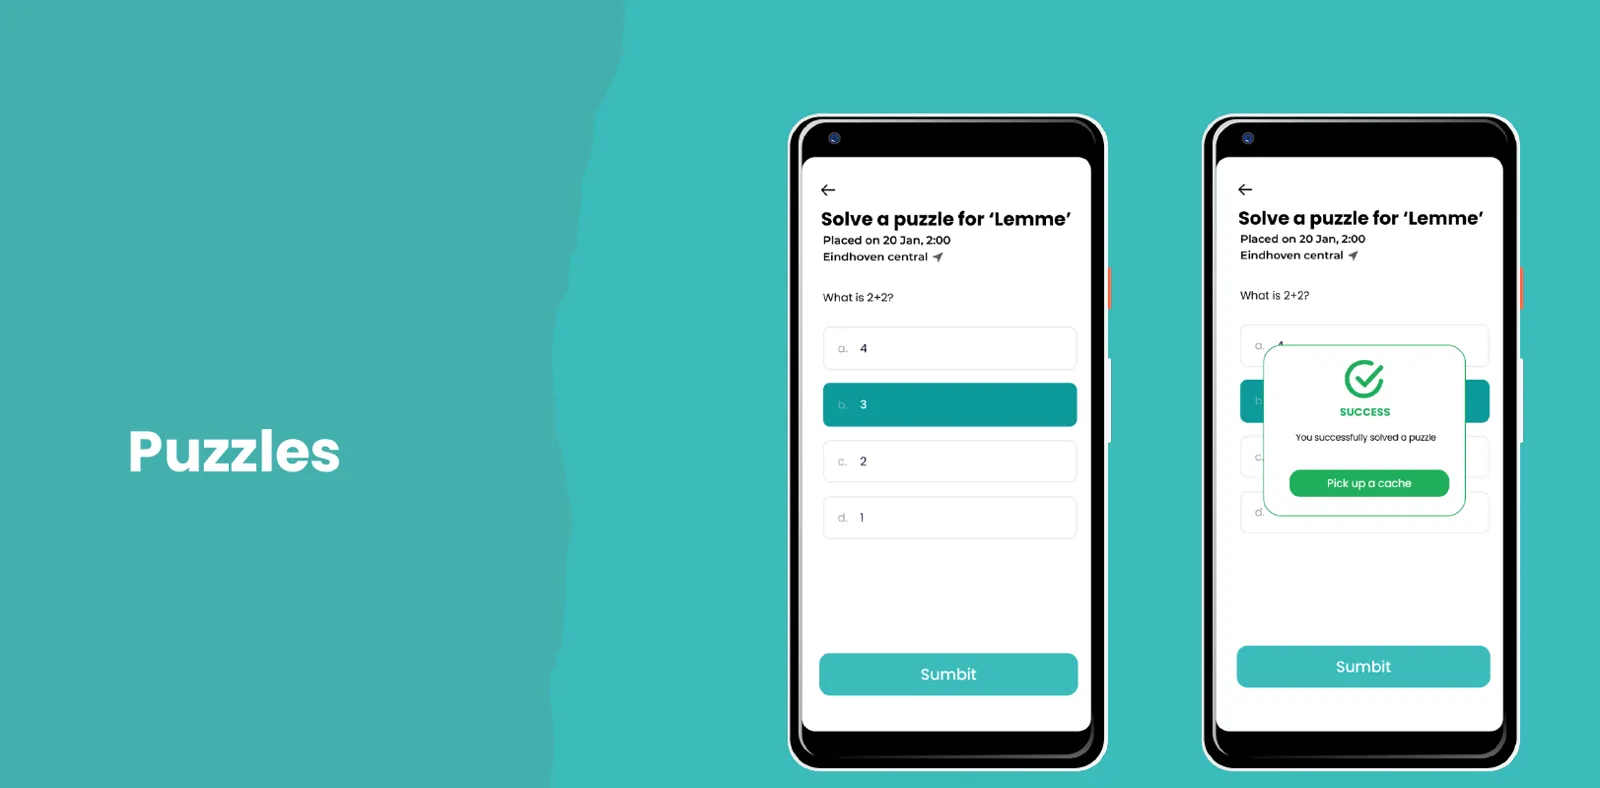 Puzzles
Solve a puzzle for ‘Lemme’
Placed on 20 Jan, 2:00
Eindhoven central
What is 2+2?
a. 4
b. 3
c. 2
d. 1
Sumbit
Solve a puzzle for ‘Lemme’
Placed on 20 Jan, 2:00
Eindhoven central
What is 2+2?
a. 4
b.
SUCCESS
You successfully solved a puzzle
c.
Pick up a cache
d.
Sumbit